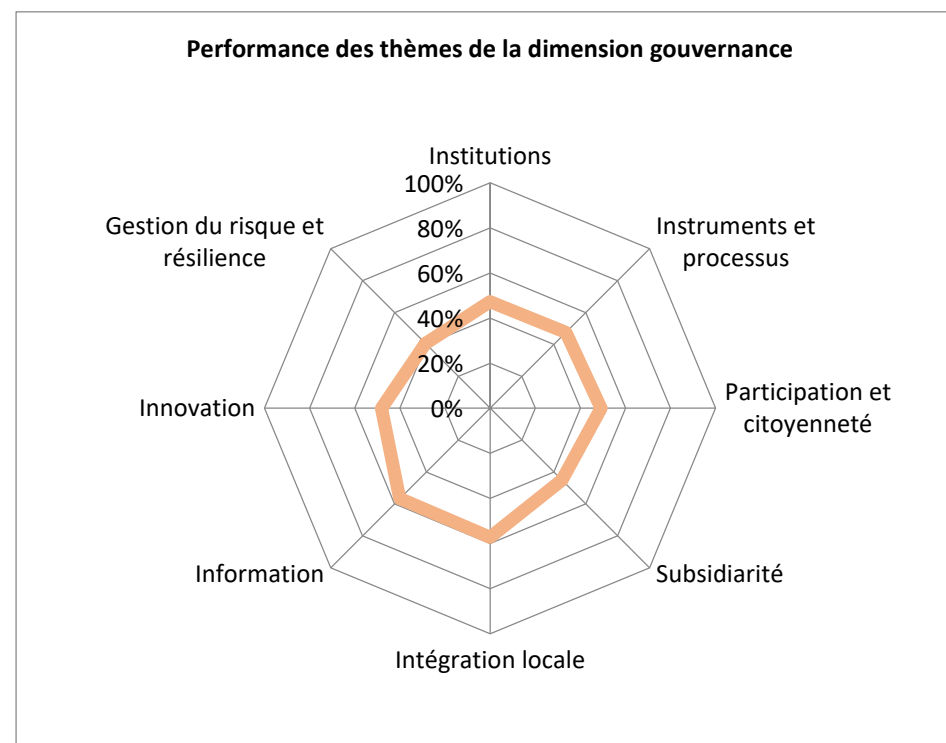 Performance des thèmes de la dimension gouvernance
Institutions
100%
80%
60%
40%
20%
0%
Instruments et
processus
Participation et
citoyenneté
Subsidiarité
Intégration locale
Information
Innovation
Gestion du risque et
résilience